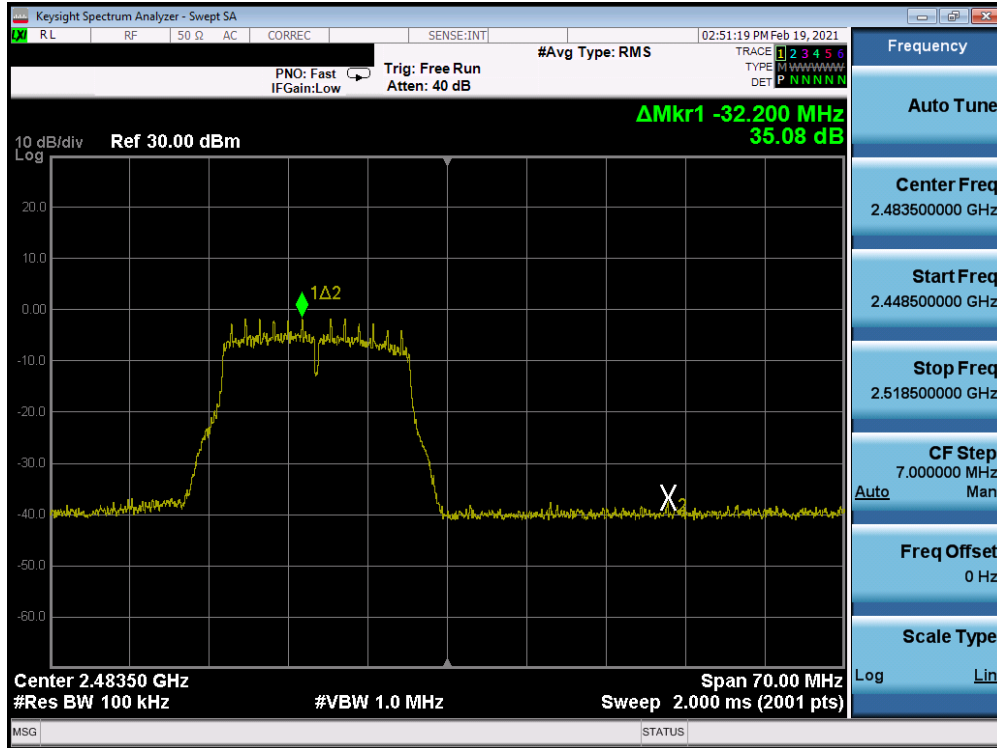 Keysight Spectrum Analyzer - Swept SA
LXI RL RF 50 Ω AC CORREC SENSE:INT 02:51:19 PM Feb 19, 2021
#Avg Type: RMS TRACE 1 2 3 4 5 6
PNO: Fast Trig: Free Run TYPE M WWWWW
IFGain:Low Atten: 40 dB DET P N N N N N
ΔMkr1 -32.200 MHz
35.08 dB
10 dB/div Ref 30.00 dBm
Log
20.0
10.0
1Δ2
0.00
-10.0
-20.0
-30.0
X2
-40.0
-50.0
-60.0
Center 2.48350 GHz Span 70.00 MHz
#Res BW 100 kHz #VBW 1.0 MHz Sweep 2.000 ms (2001 pts)
MSG STATUS
Frequency
Auto Tune
Center Freq
2.483500000 GHz
Start Freq
2.448500000 GHz
Stop Freq
2.518500000 GHz
CF Step
7.000000 MHz
Auto Man
Freq Offset
0 Hz
Scale Type
Log Lin